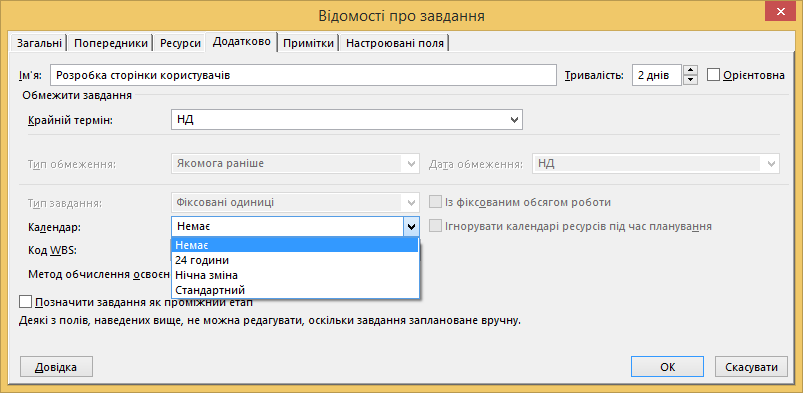 Відомості про завдання
Загальні Попередники Ресурси Додатково Примітки Настроювані поля
Ім'я: Розробка сторінки користувачів Тривалість: 2 днів Орієнтовна
Обмежити завдання
Крайній термін: НД
Тип обмеження: Якомога раніше Дата обмеження: НД
Тип завдання: Фіксовані одиниці Із фіксованим обсягом роботи
Календар: Немає Ігнорувати календарі ресурсів під час планування
Немає
Код WBS:
24 години
Метод обчислення освоєн
Нічна зміна
Стандартний
Позначити завдання як проміжний етап
Деякі з полів, наведених вище, не можна редагувати, оскільки завдання заплановане вручну.
Довідка ОК Скасувати